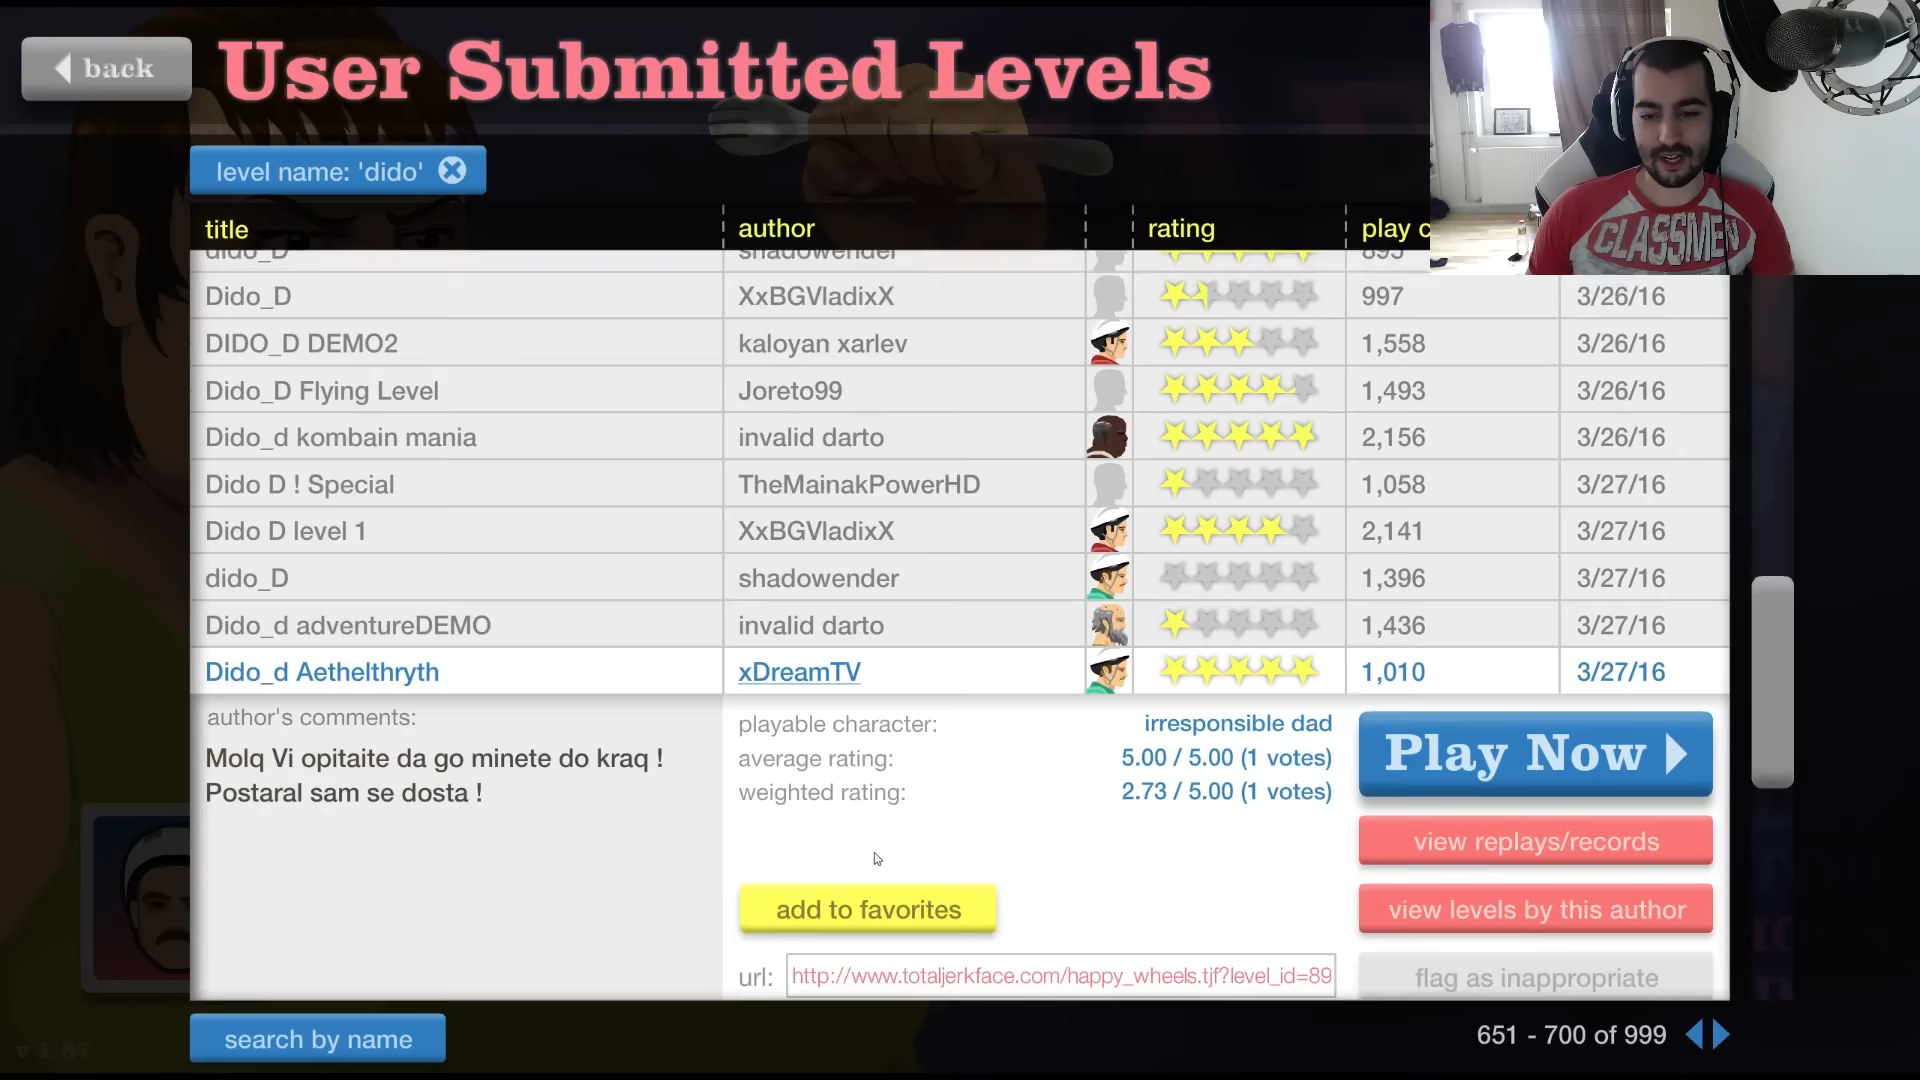 back
User Submitted Levels
level name: 'dido'
title author rating play c
dido_D shadowender 895
Dido_D XxBGVladixX 997 3/26/16
DIDO_D DEMO2 kaloyan xarlev 1,558 3/26/16
Dido_D Flying Level Joreto99 1,493 3/26/16
Dido_d kombain mania invalid darto 2,156 3/26/16
Dido D ! Special TheMainakPowerHD 1,058 3/27/16
Dido D level 1 XxBGVladixX 2,141 3/27/16
dido_D shadowender 1,396 3/27/16
Dido_d adventureDEMO invalid darto 1,436 3/27/16
Dido_d Aethelthryth xDreamTV 1,010 3/27/16
author's comments:
Molq Vi opitaite da go minete do kraq !
Postaral sam se dosta !
playable character: irresponsible dad
average rating: 5.00 / 5.00 (1 votes)
weighted rating: 2.73 / 5.00 (1 votes)
add to favorites
url: http://www.totaljerkface.com/happy_wheels.tjf?level_id=89
Play Now
view replays/records
view levels by this author
flag as inappropriate
search by name
651 - 700 of 999
CLASSMEN